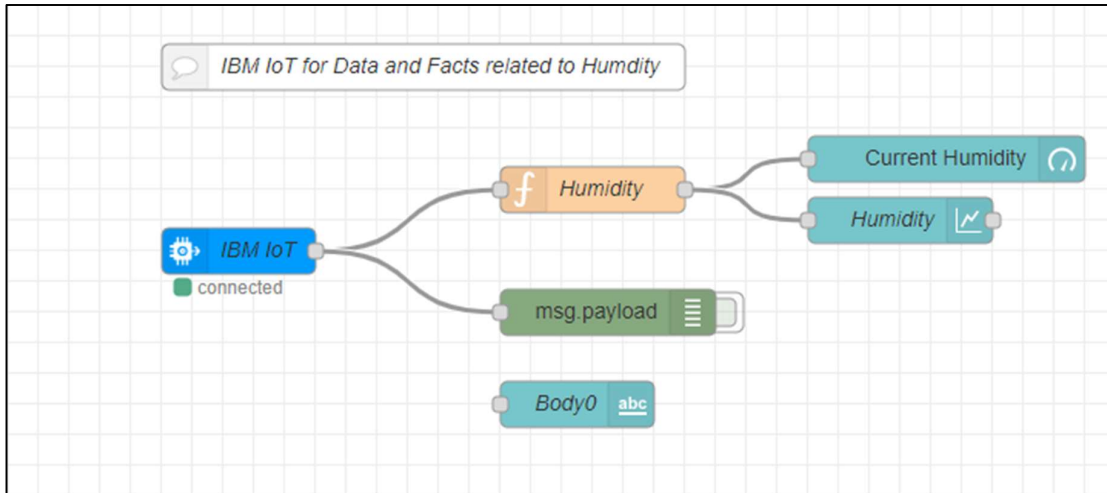 IBM IoT for Data and Facts related to Humdity
Current Humidity
Humidity
Humidity
IBM IoT
connected
msg.payload
Body0
abc